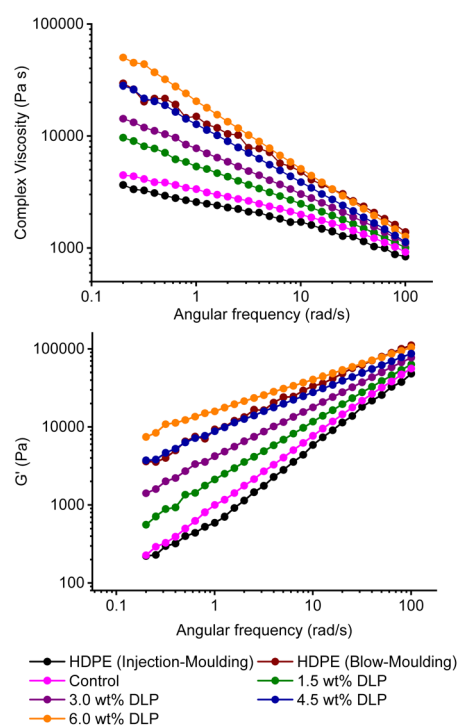 100000
10000
1000
Complex Viscosity (Pa s)
0.1 1 10 100
Angular frequency (rad/s)
100000
10000
1000
100
G' (Pa)
0.1 1 10 100
Angular frequency (rad/s)
HDPE (Injection-Moulding) HDPE (Blow-Moulding)
Control 1.5 wt% DLP
3.0 wt% DLP 4.5 wt% DLP
6.0 wt% DLP